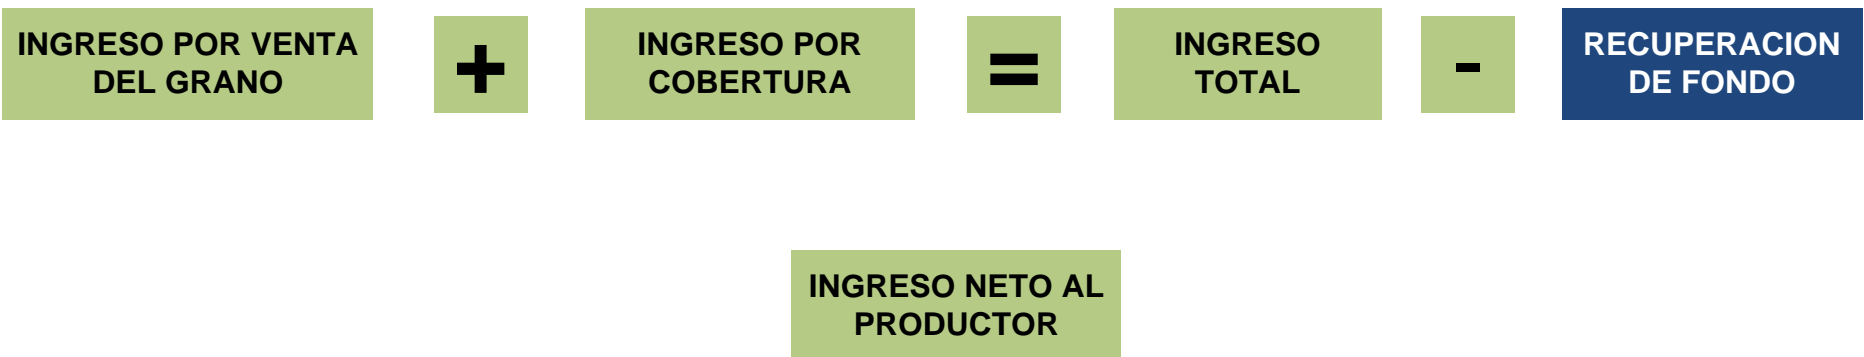 INGRESO POR VENTA
DEL GRANO
+
INGRESO POR
COBERTURA
=
INGRESO
TOTAL
-
RECUPERACION
DE FONDO
INGRESO NETO AL
PRODUCTOR